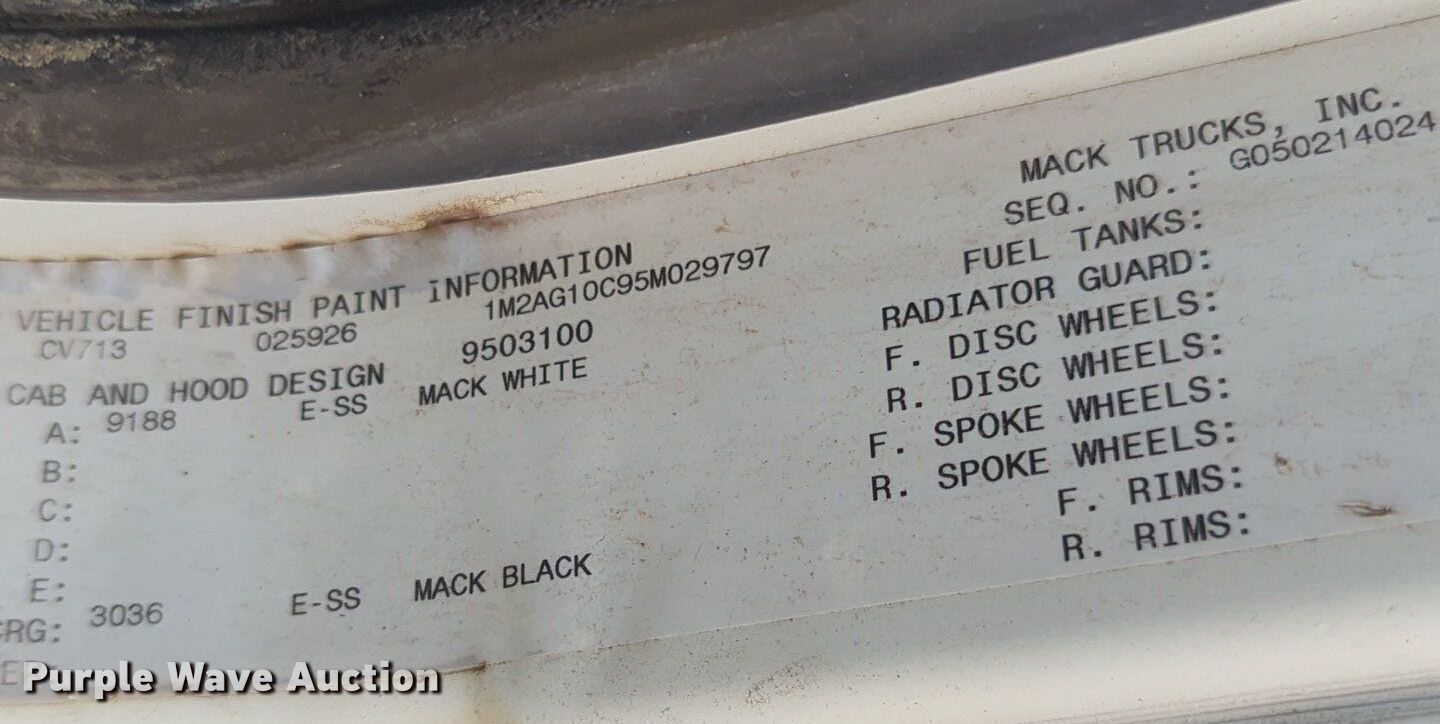 MACK TRUCKS, INC.
SEQ. NO.: G050214024
FUEL TANKS:
RADIATOR GUARD:
F. DISC WHEELS:
R. DISC WHEELS:
F. SPOKE WHEELS:
R. SPOKE WHEELS:
F. RIMS:
R. RIMS:
VEHICLE FINISH PAINT INFORMATION
CV713 025926 1M2AG10C95M029797
CAB AND HOOD DESIGN 9503100
A: 9188 E-SS MACK WHITE
B:
C:
D:
E:
CRG: 3036 E-SS MACK BLACK
Purple Wave Auction